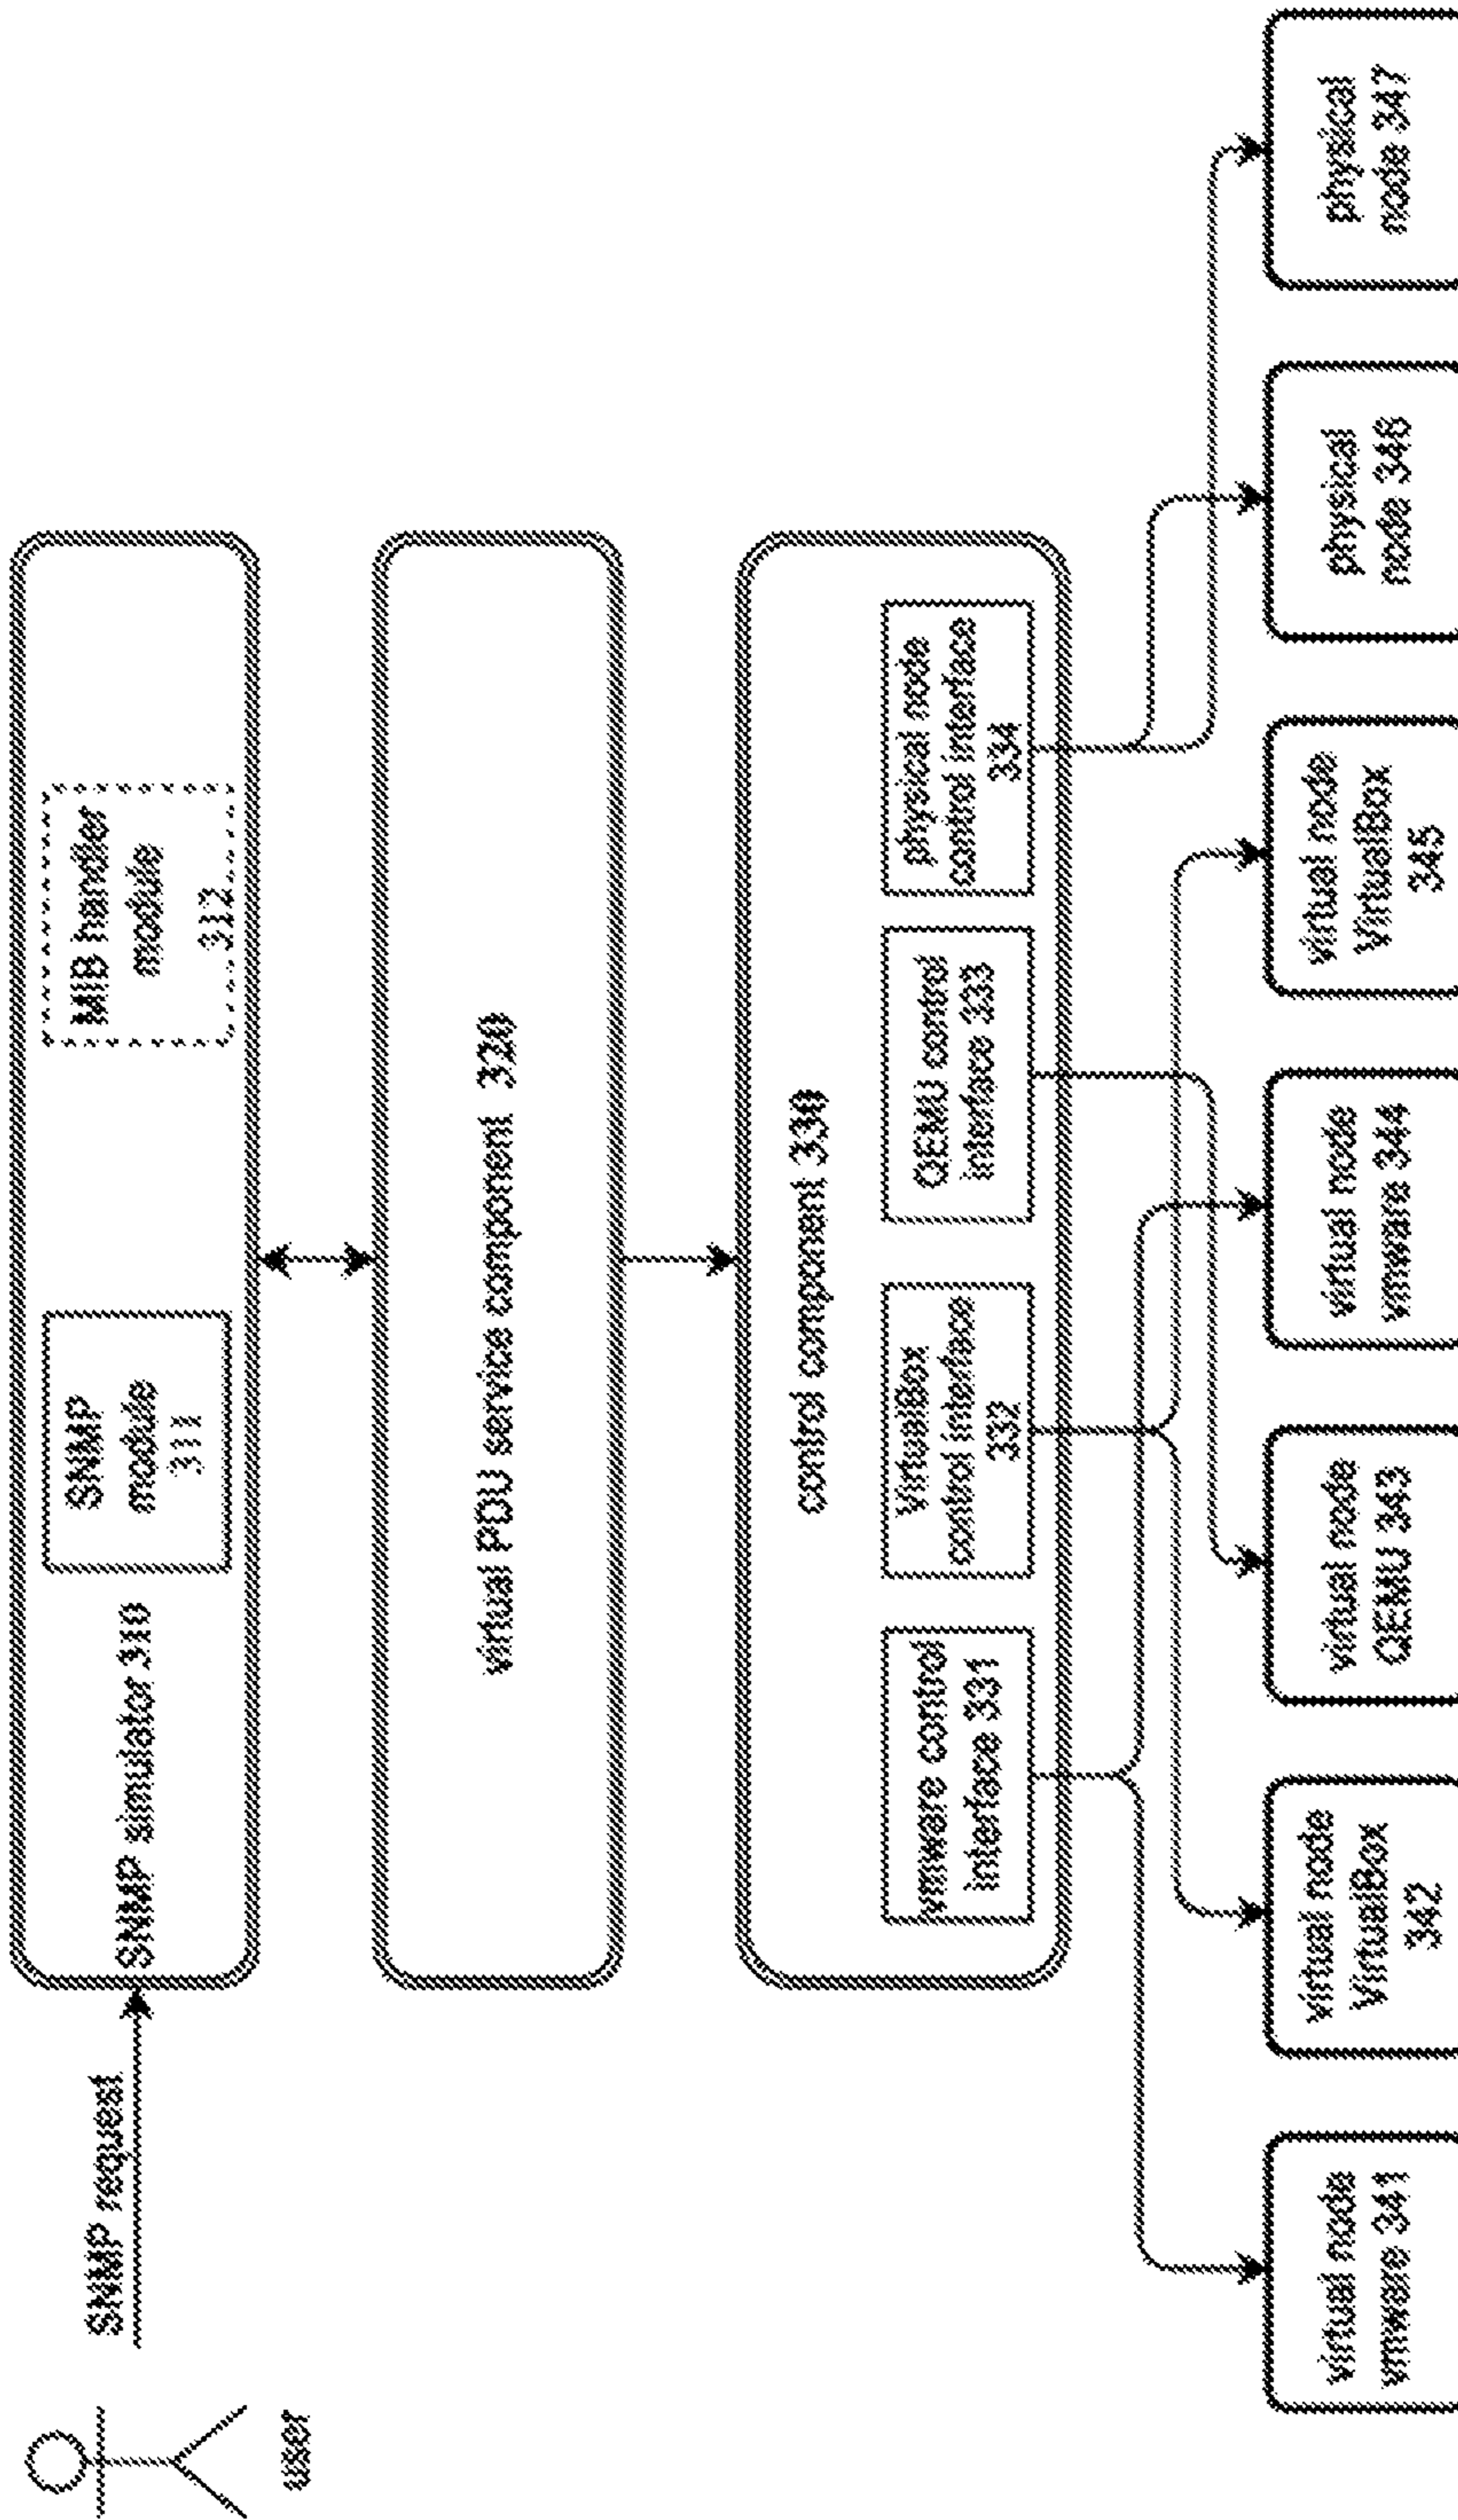 user
SNMP request
SNMP simulator 310
SNMP
module
311
MIB handler
module
312
virtual PDU service component 320
control component 330
vmware control
interface 331
VirtualBox
control interface
332
QEMU control
interface 333
physical node
control interface
334
virtual node
vmware 341
virtual node
VirtualBox
342
virtual node
QEMU 343
virtual node
vmware 344
virtual node
VirtualBox
345
physical
node 346
physical
node 347